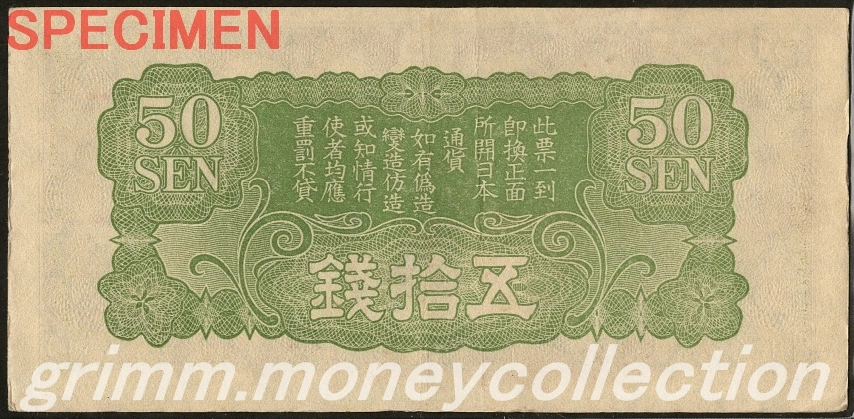 SPECIMEN
50
SEN
50
SEN
此票一到
即換正面
所開日本
通貨
如有偽造
變造仿造
或知情行
使者均應
重罰不貸
五拾錢
grimm.moneycollection